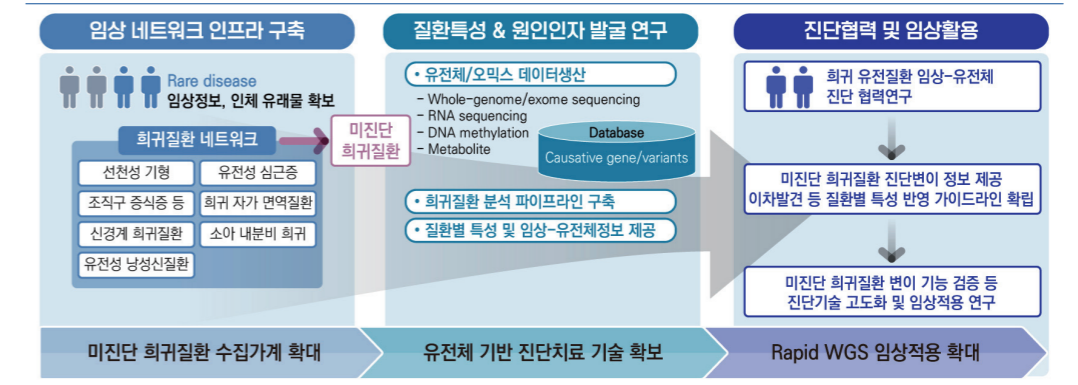 임상 네트워크 인프라 구축
Rare disease
임상정보, 인체 유래물 확보
희귀질환 네트워크
선천성 기형
유전성 심근증
조직구 증식증 등
희귀 자가 면역질환
신경계 희귀질환
소아 내분비 희귀
유전성 낭성신질환
미진단
희귀질환
미진단 희귀질환 수집가계 확대
질환특성 & 원인인자 발굴 연구
• 유전체/오믹스 데이터생산
– Whole-genome/exome sequencing
– RNA sequencing
– DNA methylation
– Metabolite
Database
Causative gene/variants
• 희귀질환 분석 파이프라인 구축
• 질환별 특성 및 임상-유전체정보 제공
유전체 기반 진단치료 기술 확보
진단협력 및 임상활용
희귀 유전질환 임상-유전체
진단 협력연구
미진단 희귀질환 진단변이 정보 제공
이차발견 등 질환별 특성 반영 가이드라인 확립
미진단 희귀질환 변이 기능 검증 등
진단기술 고도화 및 임상적용 연구
Rapid WGS 임상적용 확대